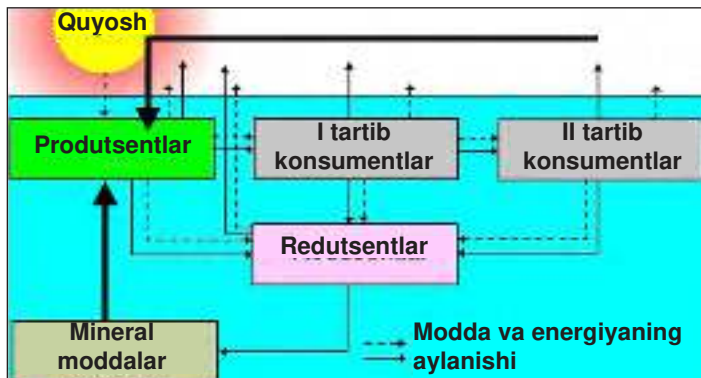 Quyosh
Produtsentlar
I tartib
konsumentlar
II tartib
konsumentlar
Redutsentlar
Mineral
moddalar
Modda va energiyaning
aylanishi